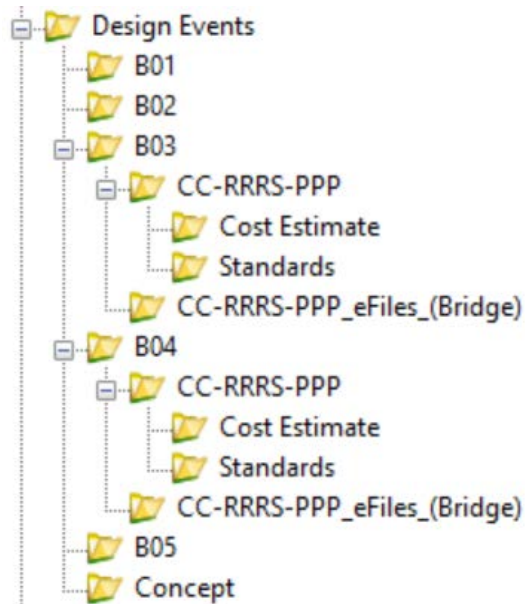 Design Events
B01
B02
B03
CC-RRRS-PPP
Cost Estimate
Standards
CC-RRRS-PPP_eFiles_(Bridge)
B04
CC-RRRS-PPP
Cost Estimate
Standards
CC-RRRS-PPP_eFiles_(Bridge)
B05
Concept